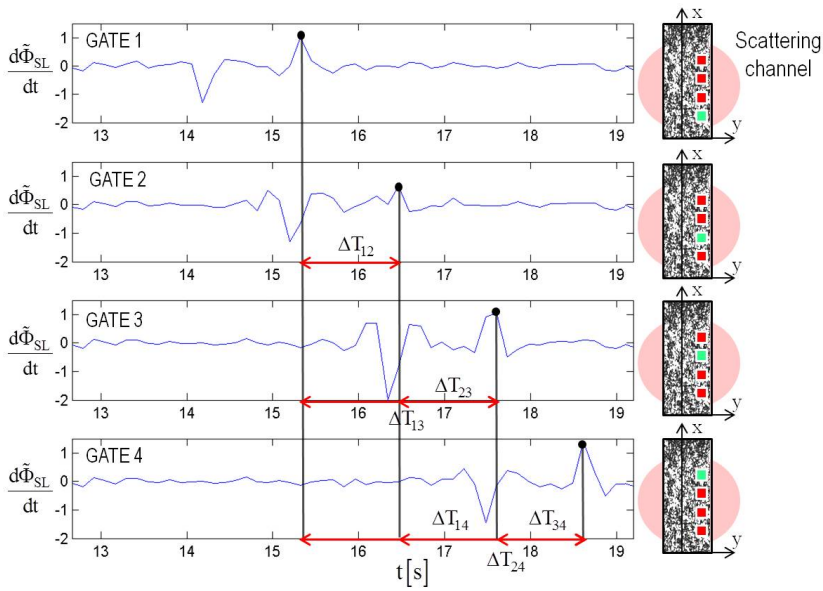 GATE 1
dΦ̃SL
dt
1
0
-1
-2
13 14 15 16 17 18 19
x
y
Scattering
channel
GATE 2
dΦ̃SL
dt
1
0
-1
-2
ΔT12
13 14 15 16 17 18 19
x
y
GATE 3
dΦ̃SL
dt
1
0
-1
-2
ΔT23
ΔT13
13 14 15 16 17 18 19
x
y
GATE 4
dΦ̃SL
dt
1
0
-1
-2
ΔT14
ΔT34
ΔT24
13 14 15 16 17 18 19
t[s]
x
y